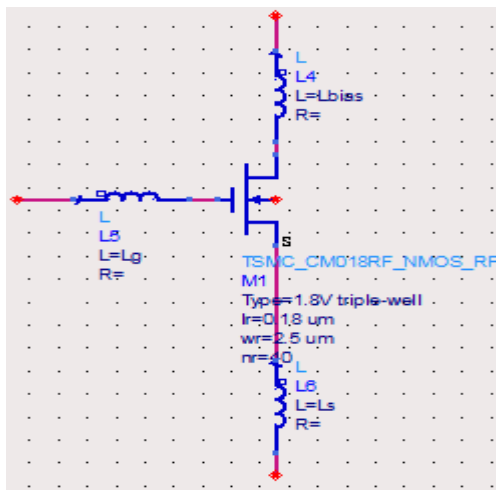 L
L4
L=Lbias
R=
L
L5
L=Lg
R=
S
TSMC_CM018RF_NMOS_RF
M1
Type=1.8V triple-well
lr=0.18 um
wr=2.5 um
nr=40
L
L6
L=Ls
R=